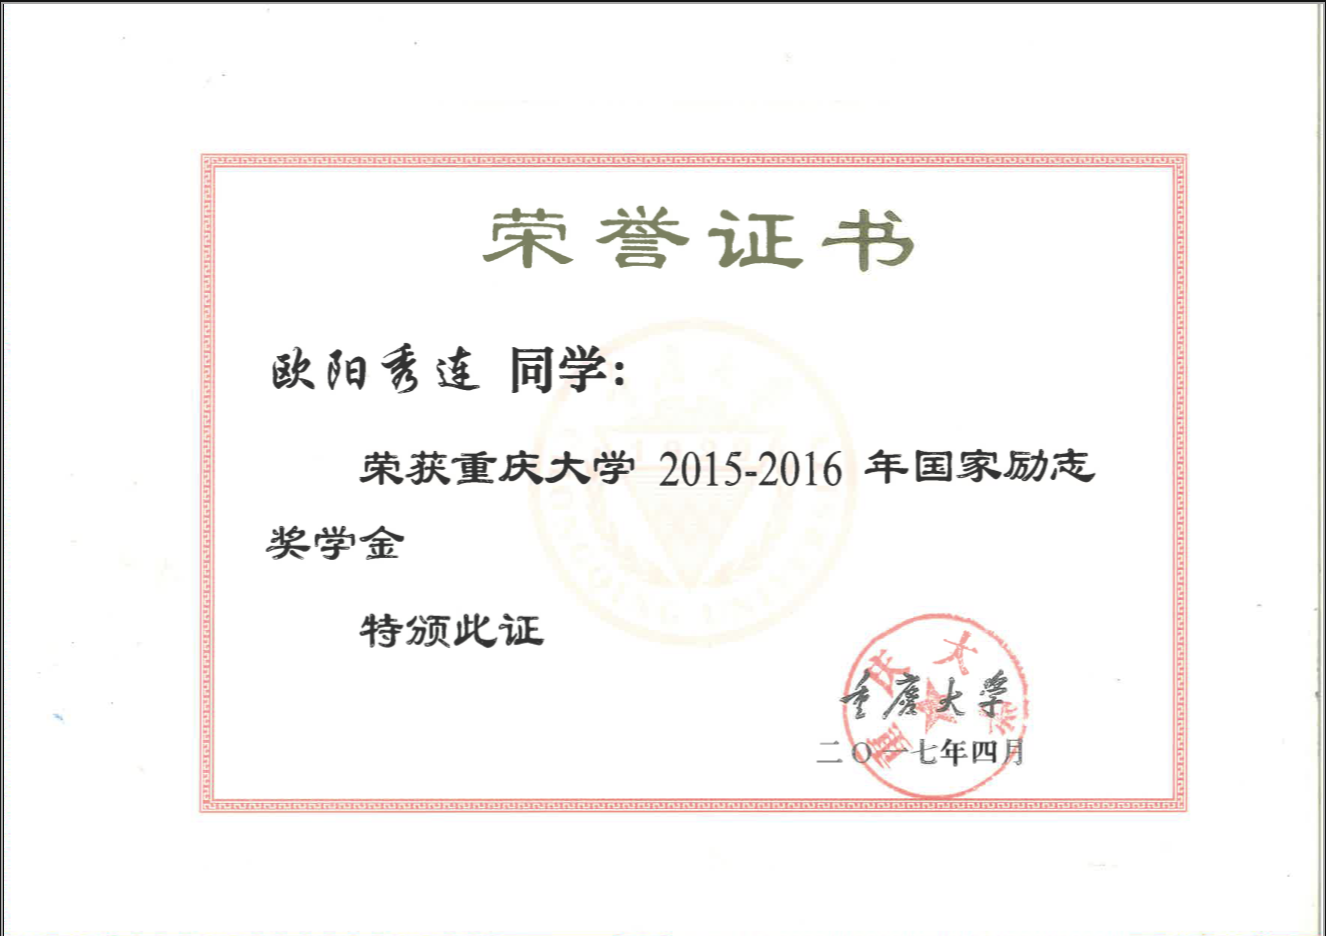 荣誉证书
欧阳秀连 同学：
荣获重庆大学 2015-2016 年国家励志
奖学金
特颁此证
重庆大学
重庆大学
二〇一七年四月